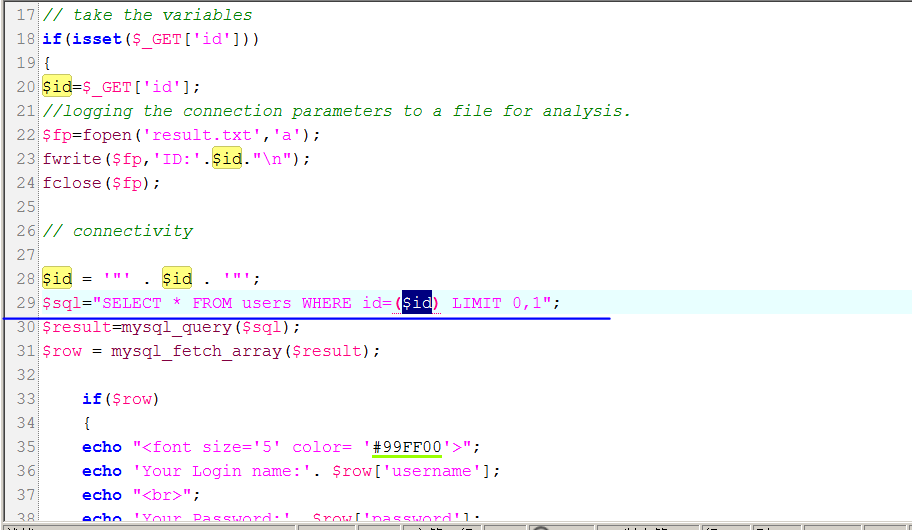 17 // take the variables
18 if(isset($_GET['id']))
19 {
20 $id=$_GET['id'];
21 //logging the connection parameters to a file for analysis.
22 $fp=fopen('result.txt','a');
23 fwrite($fp,'ID:'.$id."\n");
24 fclose($fp);
25
26 // connectivity
27
28 $id = '"' . $id . '"';
29 $sql="SELECT * FROM users WHERE id=($id) LIMIT 0,1";
30 $result=mysql_query($sql);
31 $row = mysql_fetch_array($result);
32
33 if($row)
34 {
35 echo "<font size='5' color= '#99FF00'>";
36 echo 'Your Login name:'. $row['username'];
37 echo "<br>";
38 echo 'Your Password:' .$row['password'];